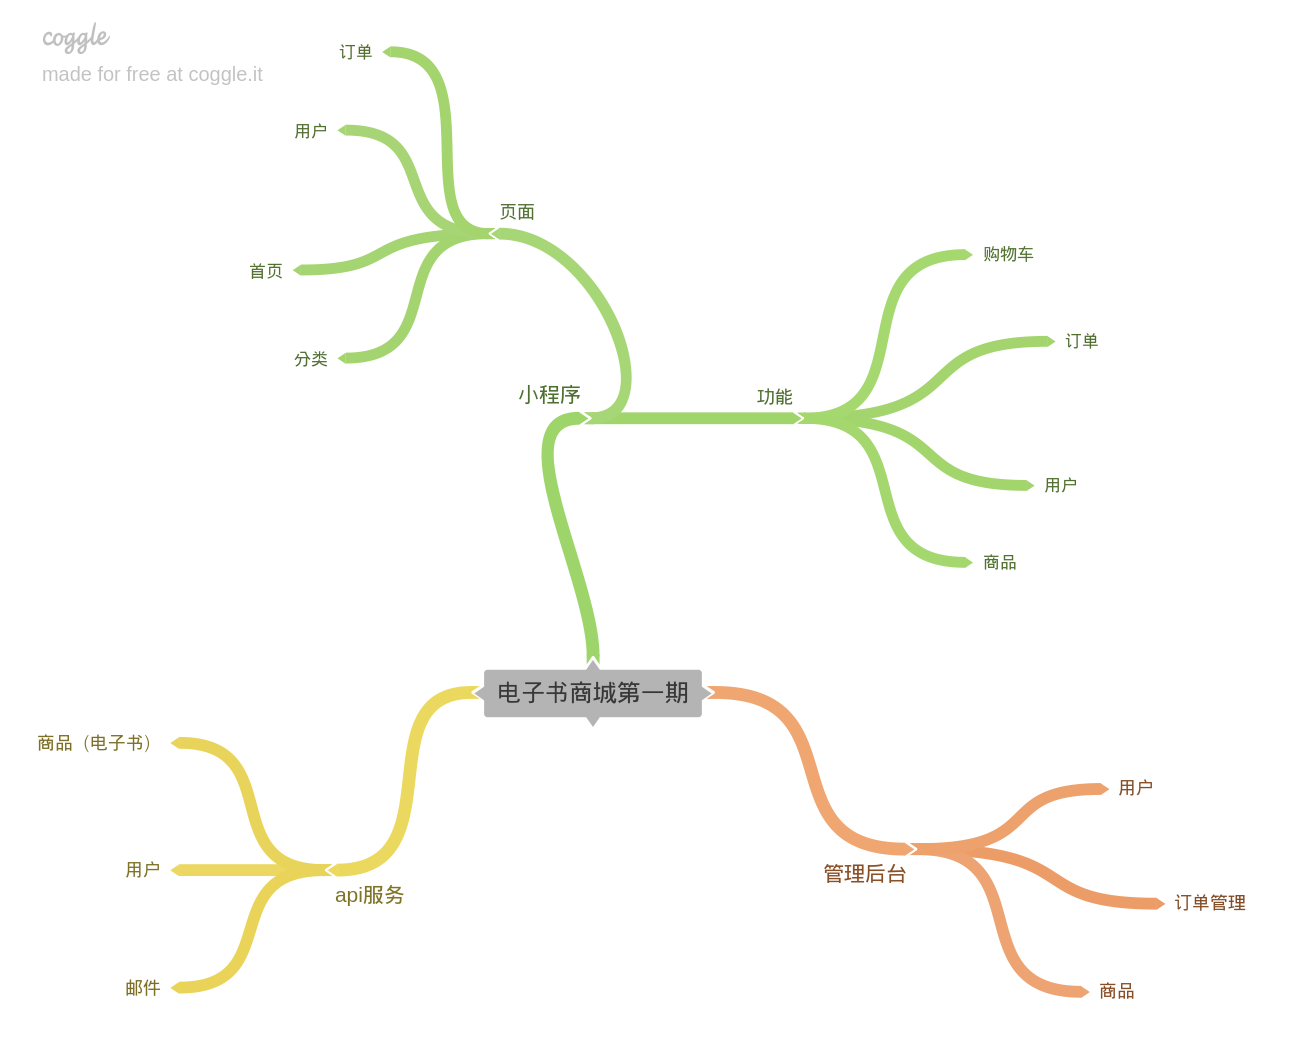 coggle
made for free at coggle.it
订单
用户
页面
首页
分类
购物车
订单
小程序
功能
用户
商品
电子书商城第一期
商品（电子书）
用户
api服务
邮件
用户
管理后台
订单管理
商品